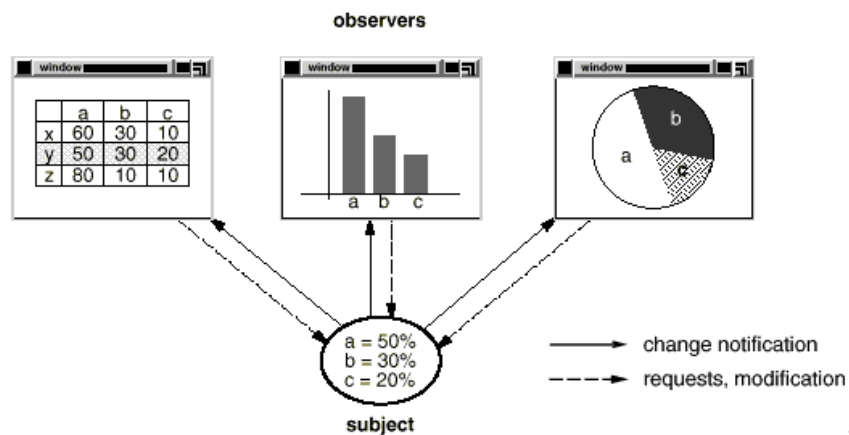 observers
window
a b c
x 60 30 10
y 50 30 20
z 80 10 10
window
a b c
window
a
b
c
a = 50%
b = 30%
c = 20%
subject
change notification
requests, modification